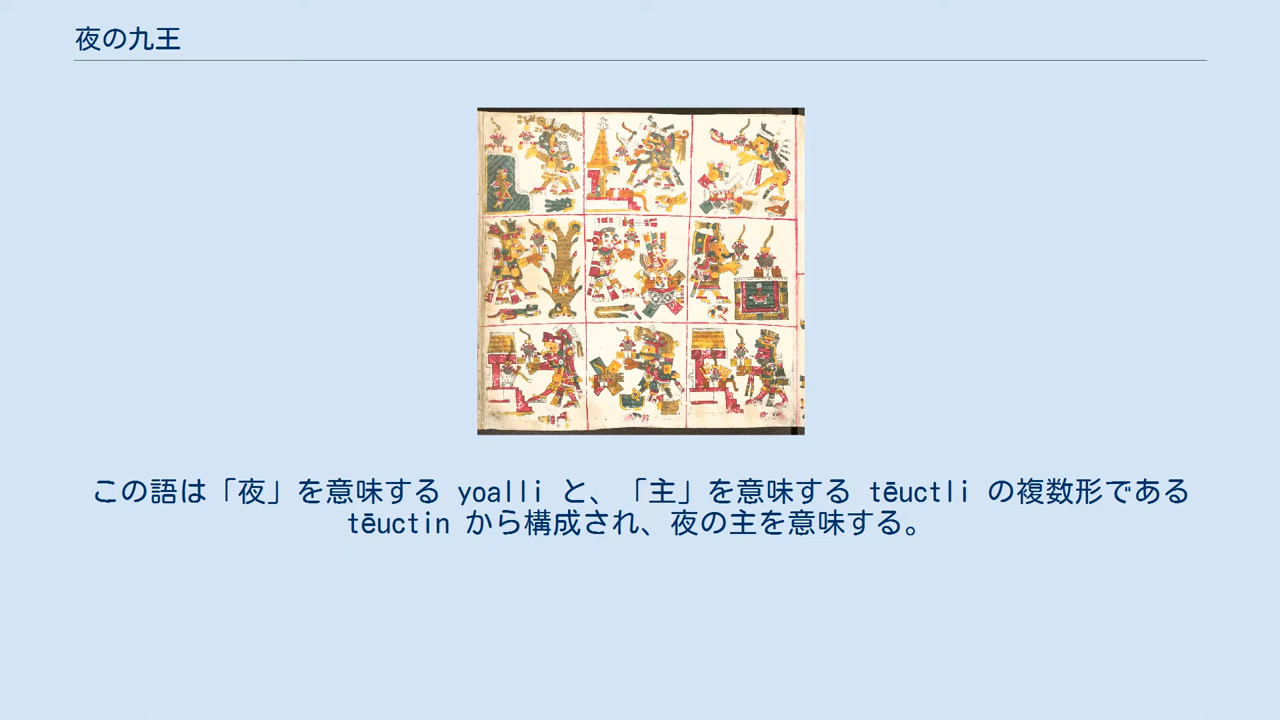 夜の九王
この語は「夜」を意味する yoalli と、「主」を意味する tēuctli の複数形である
tēuctin から構成され、夜の主を意味する。